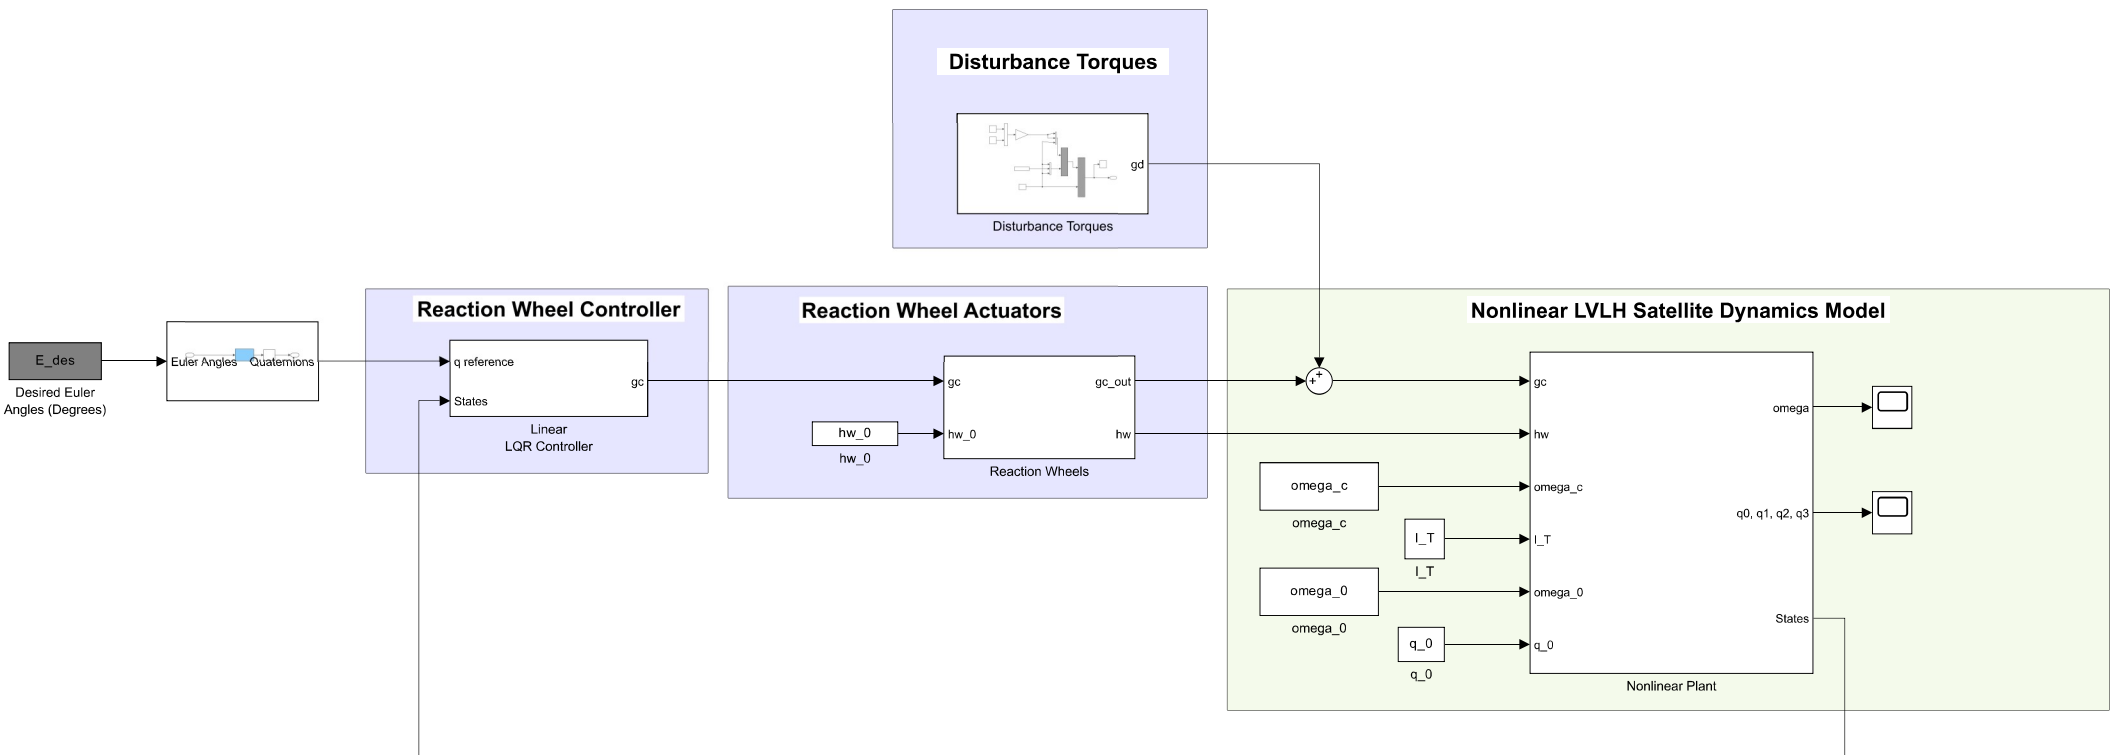 Disturbance Torques
gd
Disturbance Torques
E_des
Desired Euler
Angles (Degrees)
Euler Angles
Quaternions
Reaction Wheel Controller
q reference
States
gc
Linear
LQR Controller
Reaction Wheel Actuators
gc
hw_0
gc_out
hw
Reaction Wheels
hw_0
hw_0
+
+
Nonlinear LVLH Satellite Dynamics Model
omega_c
omega_c
I_T
I_T
omega_0
omega_0
q_0
q_0
gc
hw
omega_c
I_T
omega_0
q_0
omega
q0, q1, q2, q3
States
Nonlinear Plant